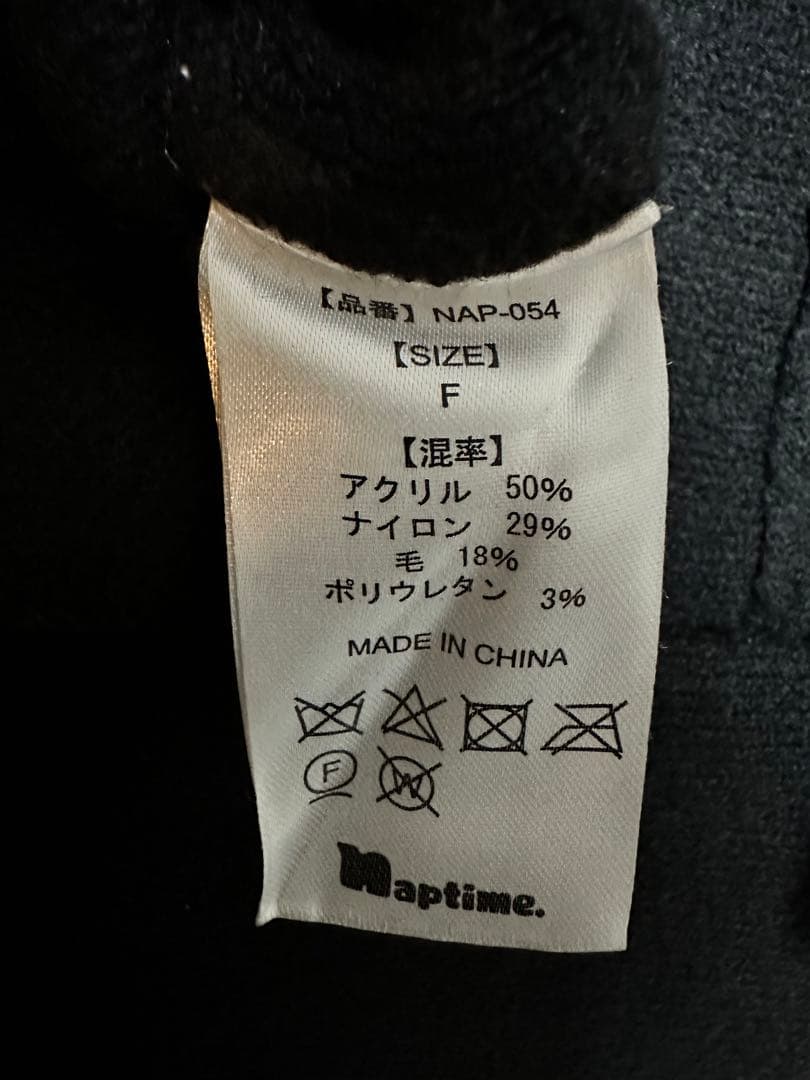 【品番】NAP-054
【SIZE】
F
【混率】
アクリル 50%
ナイロン 29%
毛 18%
ポリウレタン 3%
MADE IN CHINA
F W
Naptime.